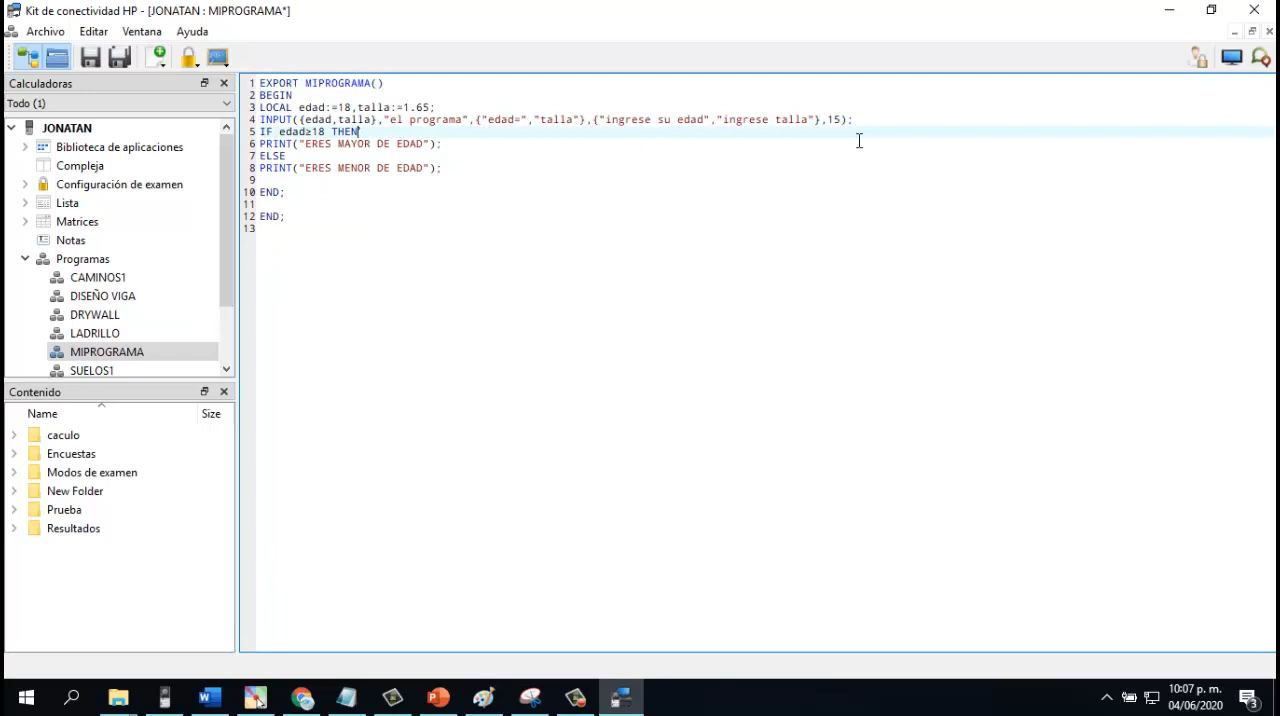 Kit de conectividad HP - [JONATAN : MIPROGRAMA*]
Archivo Editar Ventana Ayuda
Calculadoras
Todo (1)
JONATAN
Biblioteca de aplicaciones
Compleja
Configuración de examen
Lista
Matrices
Notas
Programas
CAMINOS1
DISEÑO VIGA
DRYWALL
LADRILLO
MIPROGRAMA
SUELOS1
Contenido
Name Size
caculo
Encuestas
Modos de examen
New Folder
Prueba
Resultados
1 EXPORT MIPROGRAMA()
2 BEGIN
3 LOCAL edad:=18,talla:=1.65;
4 INPUT({edad,talla},"el programa",{"edad=","talla"},{"ingrese su edad","ingrese talla"},15);
5 IF edad≥18 THEN
6 PRINT("ERES MAYOR DE EDAD");
7 ELSE
8 PRINT("ERES MENOR DE EDAD");
9
10 END;
11
12 END;
13
10:07 p. m.
04/06/2020
3